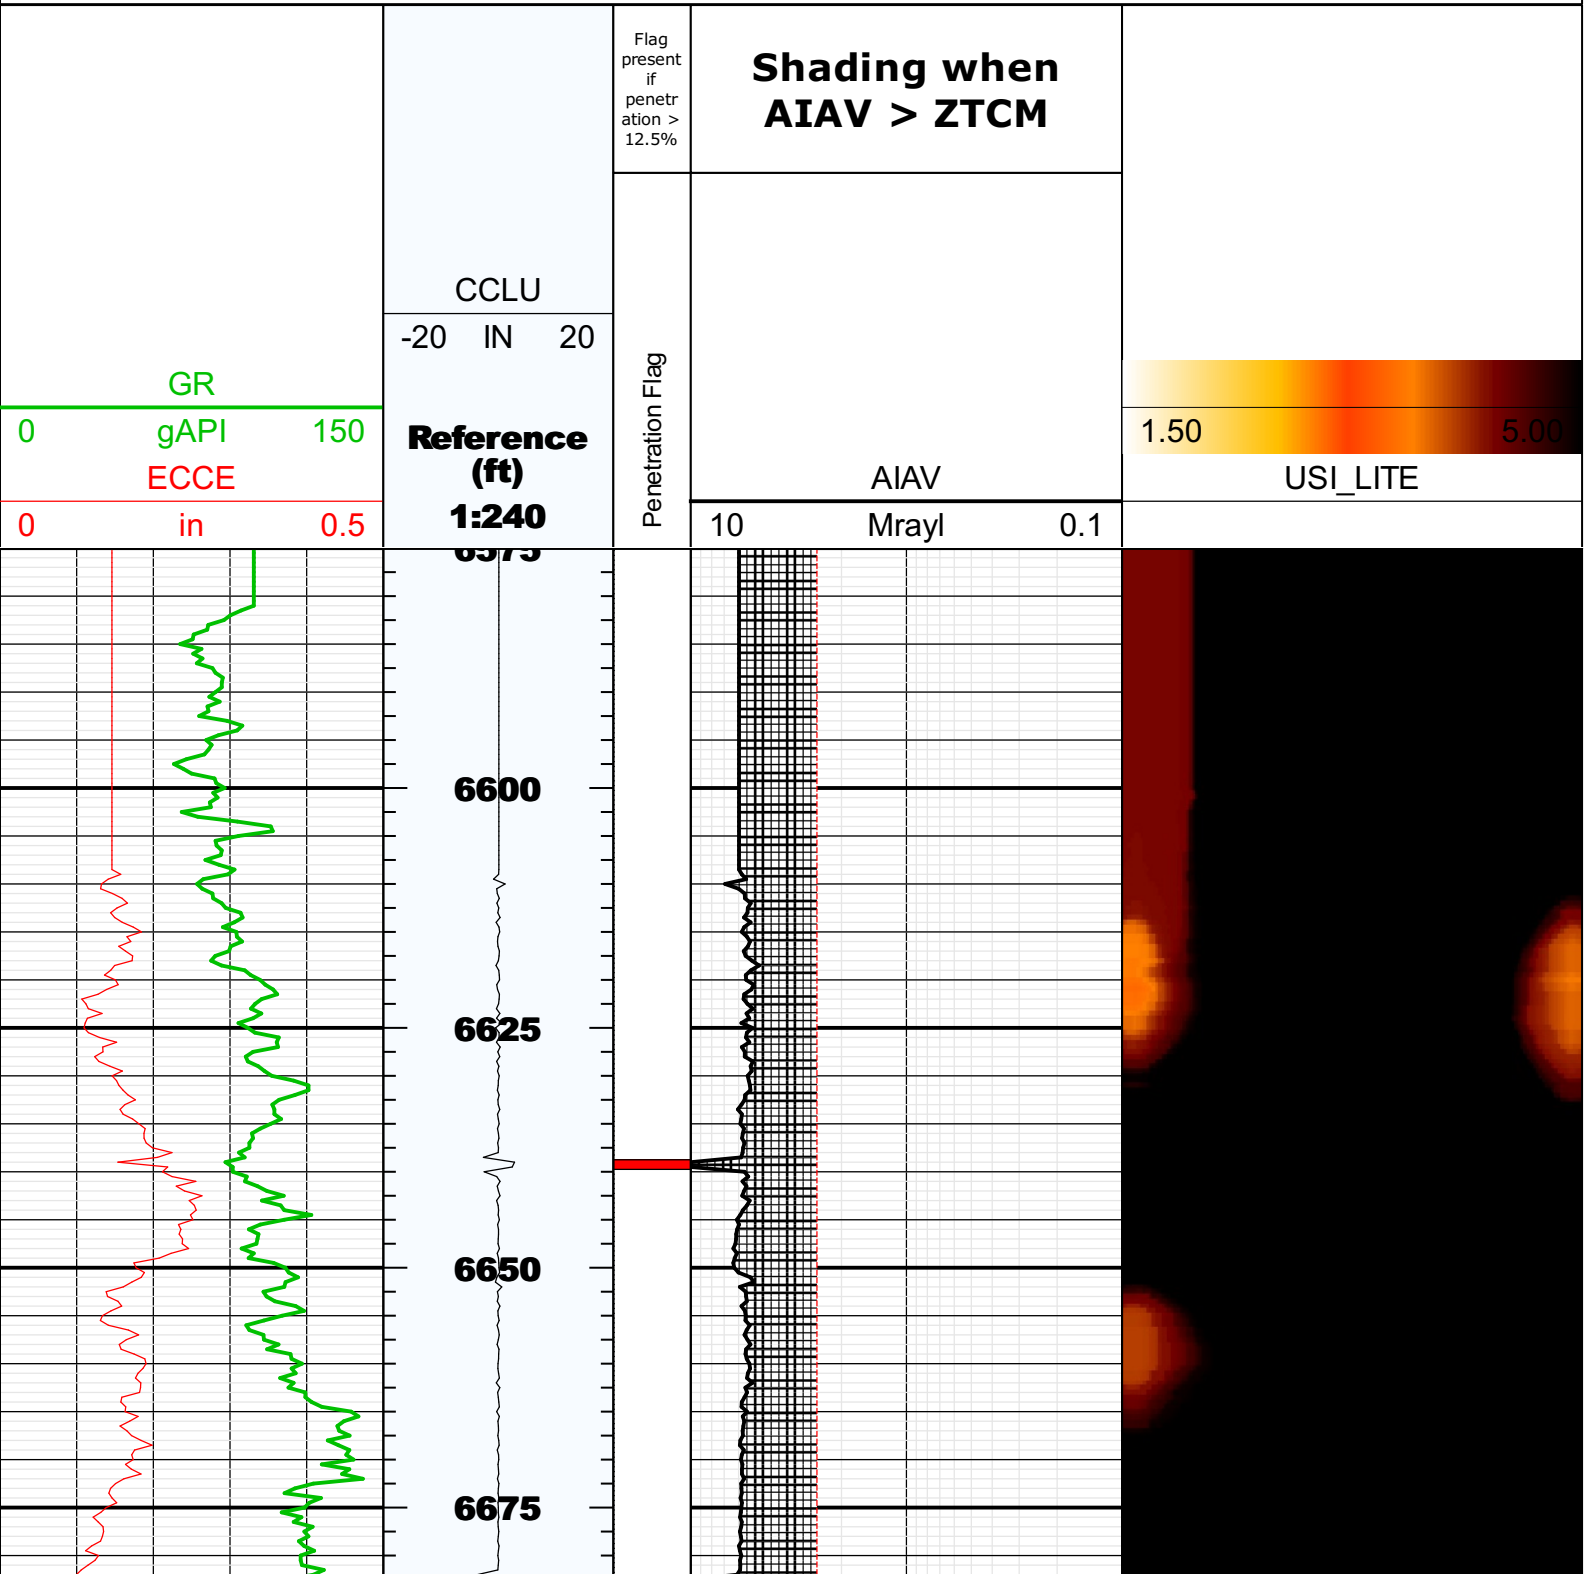 Flag
present
if
penetr
ation >
12.5%
Shading when
AIAV > ZTCM
CCLU
-20 IN 20
GR
0 gAPI 150
ECCE
0 in 0.5
Reference
(ft)
1:240
Penetration Flag
AIAV
10 Mrayl 0.1
1.50 5.00
USI_LITE
6575
6600
6625
6650
6675